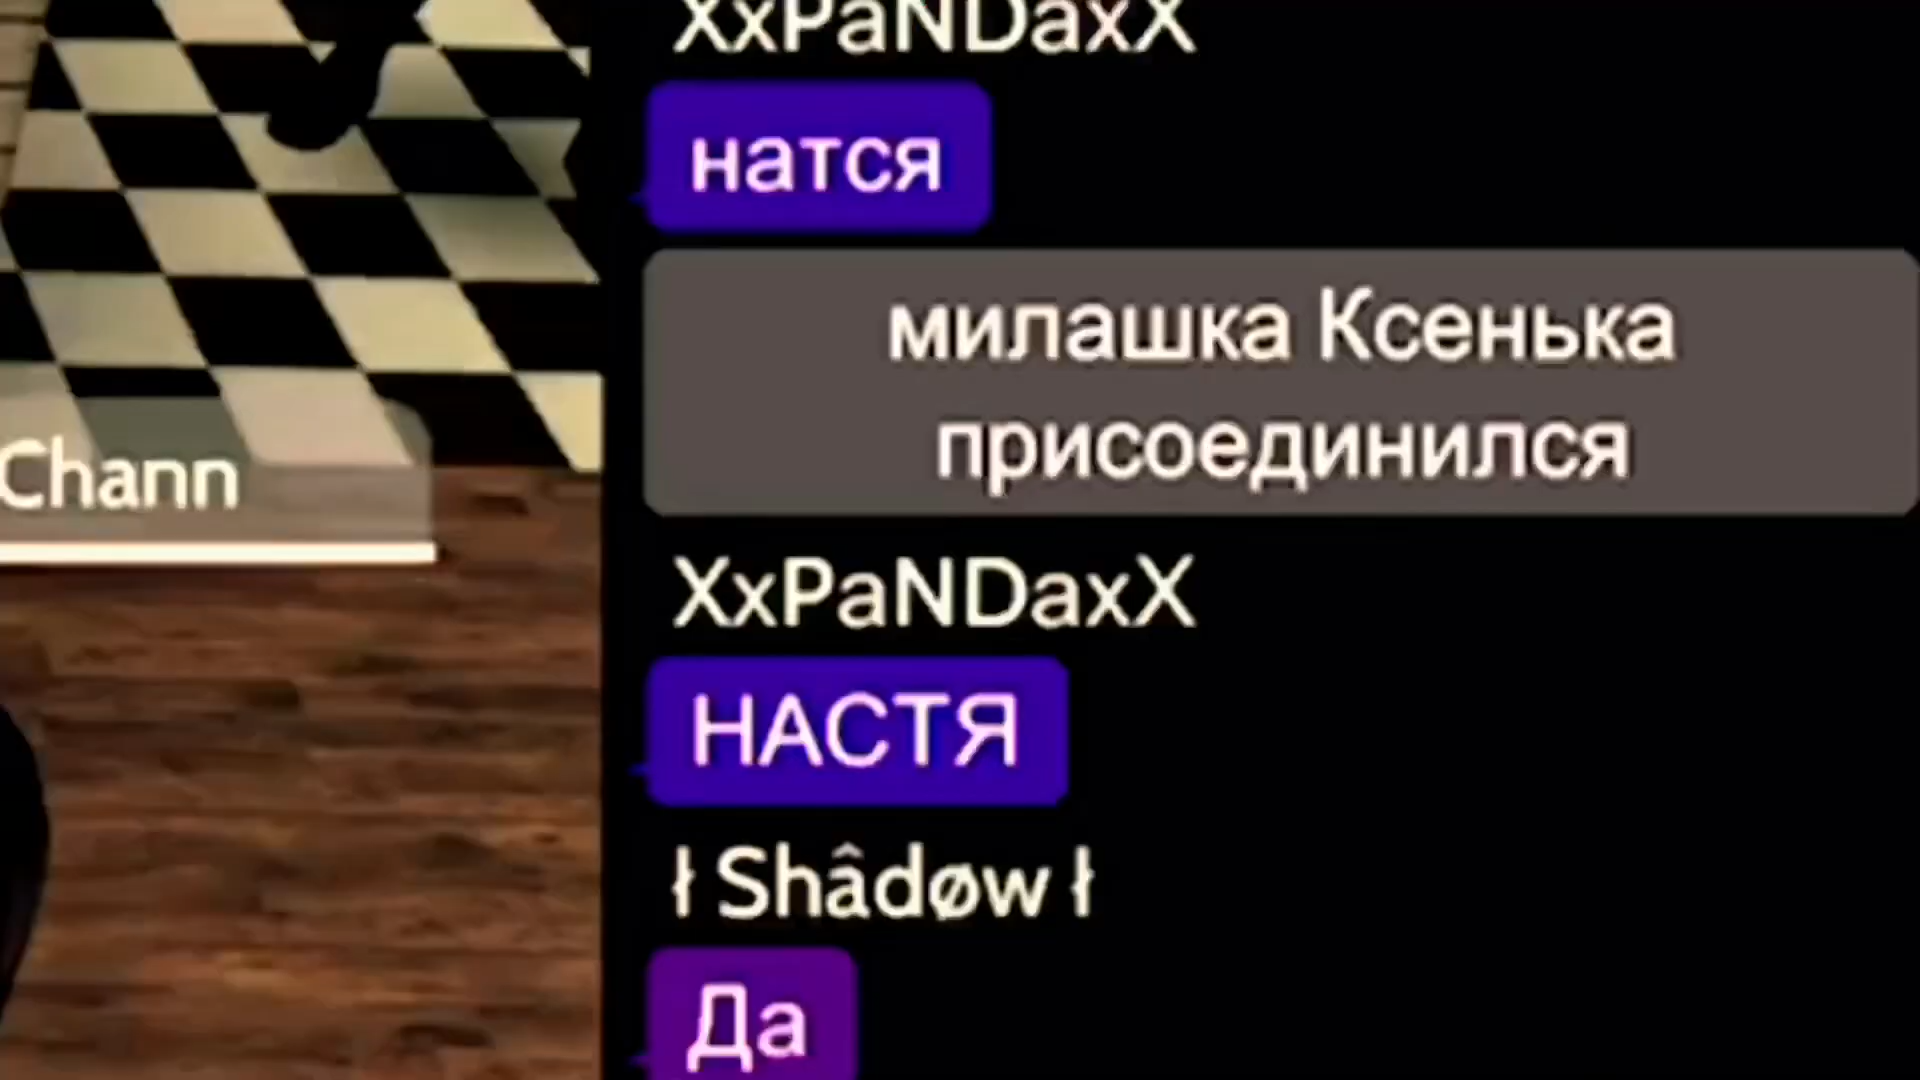 XxPaNDaxX
натся
милашка Ксенька
присоединился
Chann
XxPaNDaxX
НАСТЯ
ƚ Shâdøw ƚ
Да